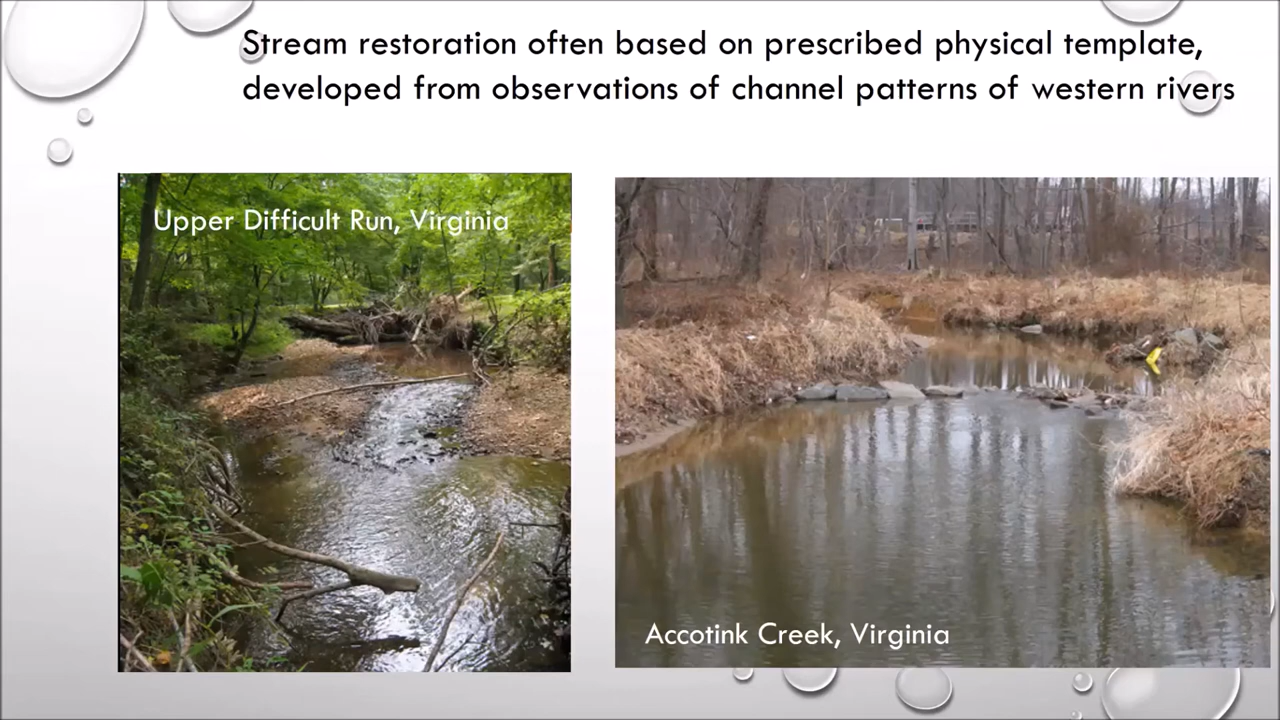 Stream restoration often based on prescribed physical template,
developed from observations of channel patterns of western rivers
Upper Difficult Run, Virginia
Accotink Creek, Virginia